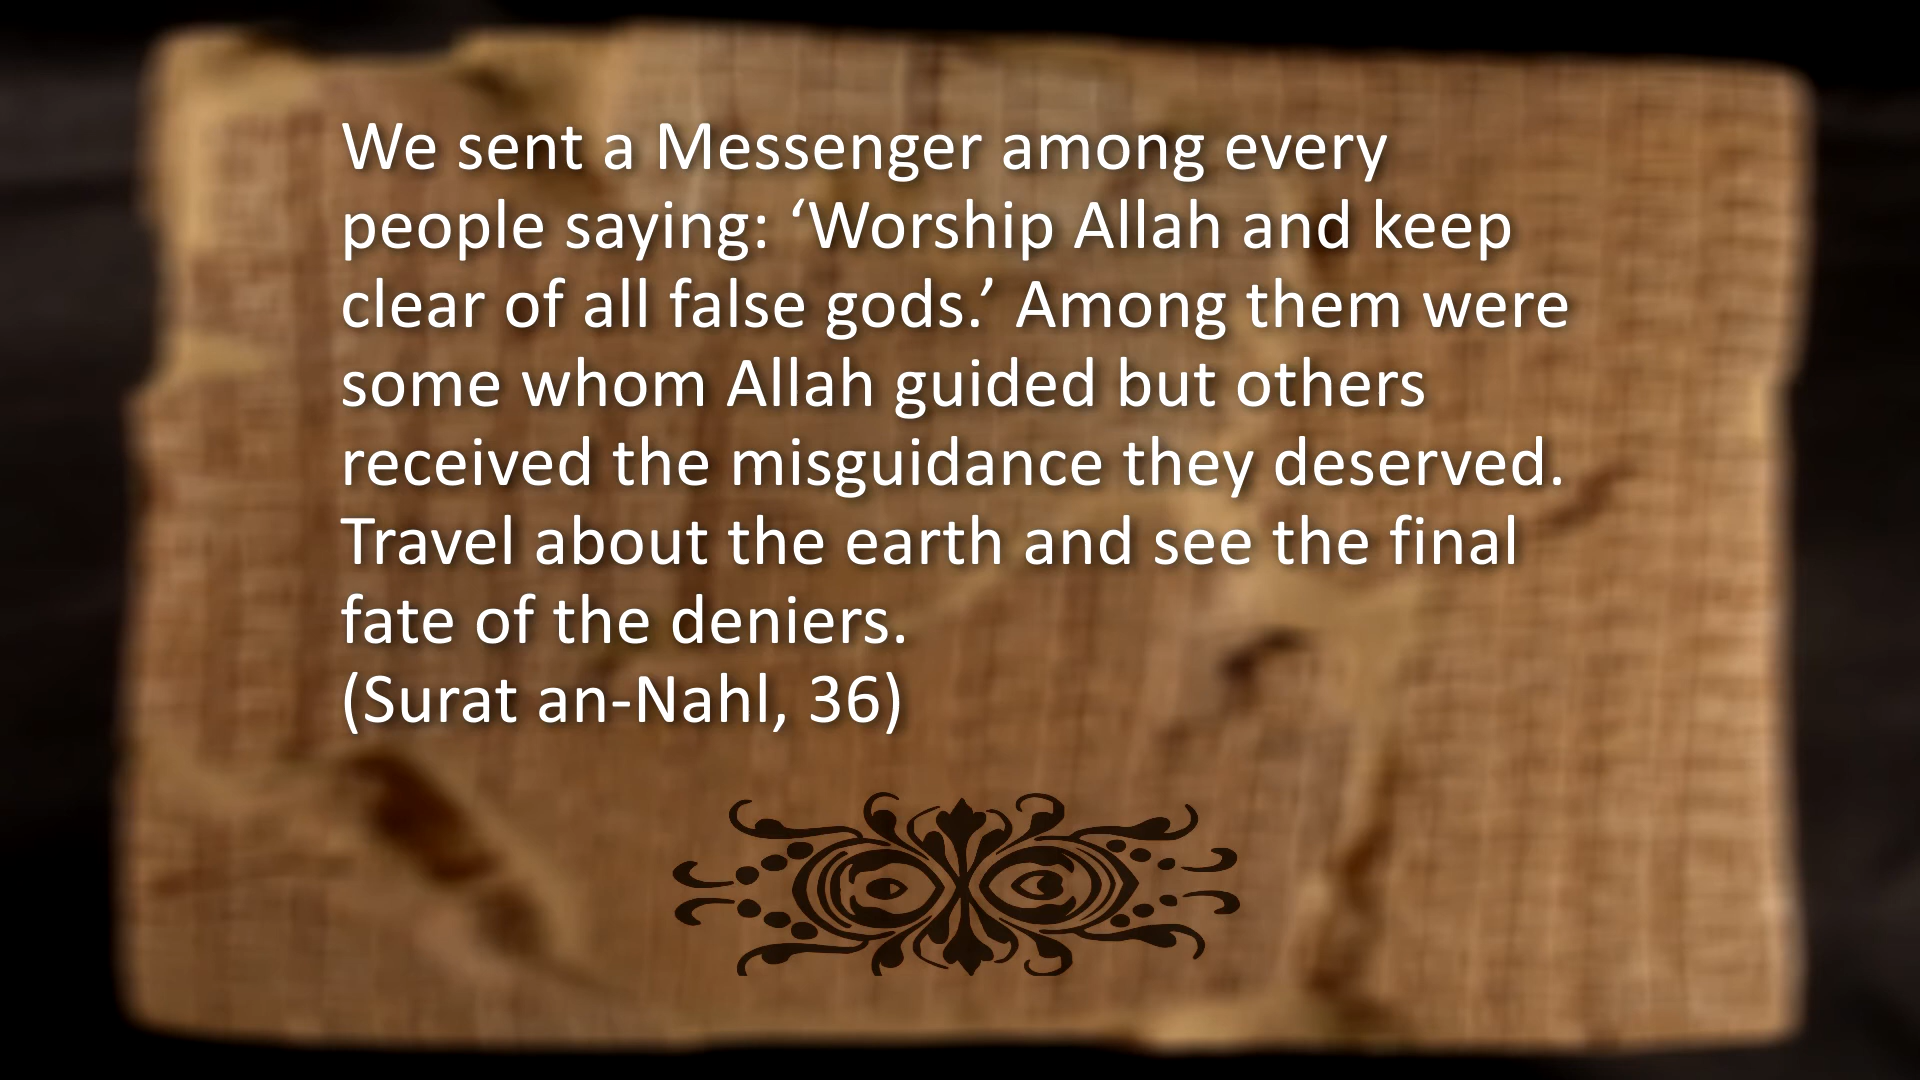 We sent a Messenger among every
people saying: ‘Worship Allah and keep
clear of all false gods.’ Among them were
some whom Allah guided but others
received the misguidance they deserved.
Travel about the earth and see the final
fate of the deniers.
(Surat an-Nahl, 36)